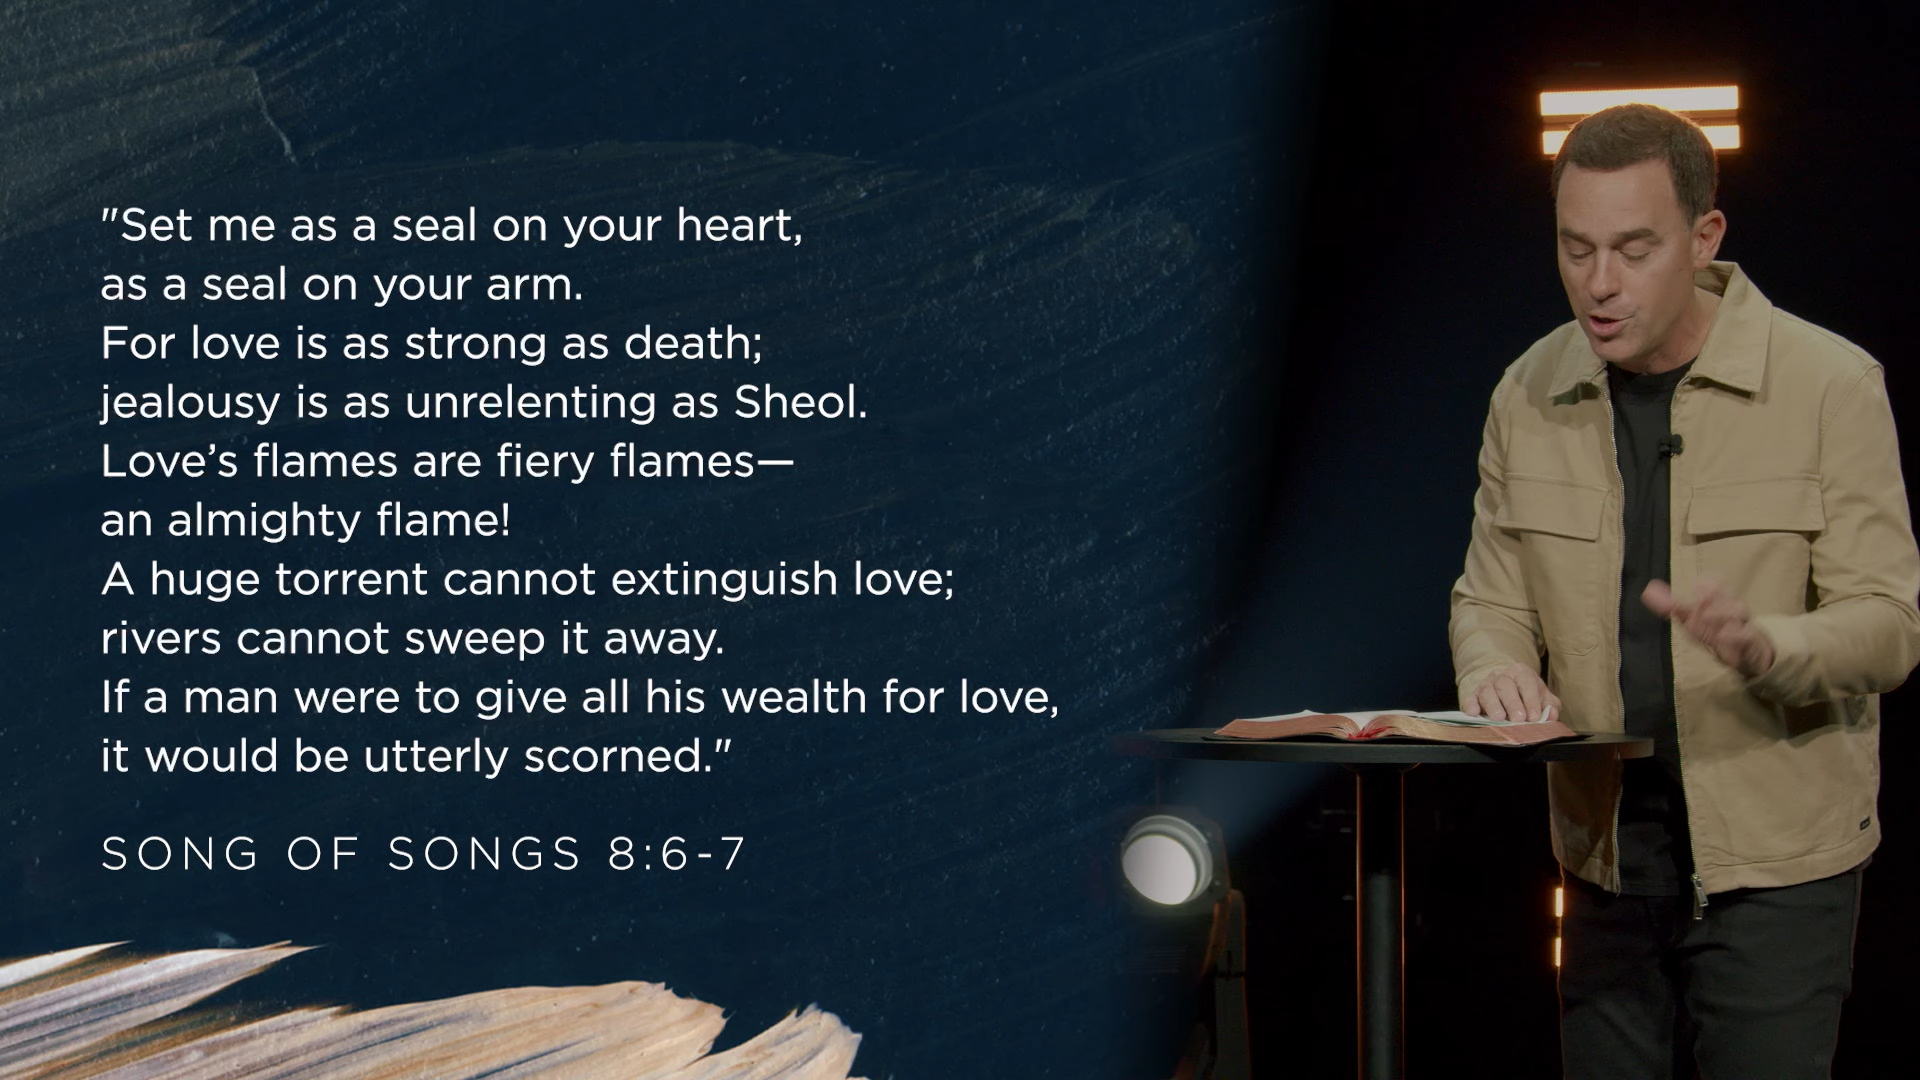 "Set me as a seal on your heart,
as a seal on your arm.
For love is as strong as death;
jealousy is as unrelenting as Sheol.
Love’s flames are fiery flames—
an almighty flame!
A huge torrent cannot extinguish love;
rivers cannot sweep it away.
If a man were to give all his wealth for love,
it would be utterly scorned."
SONG OF SONGS 8:6-7